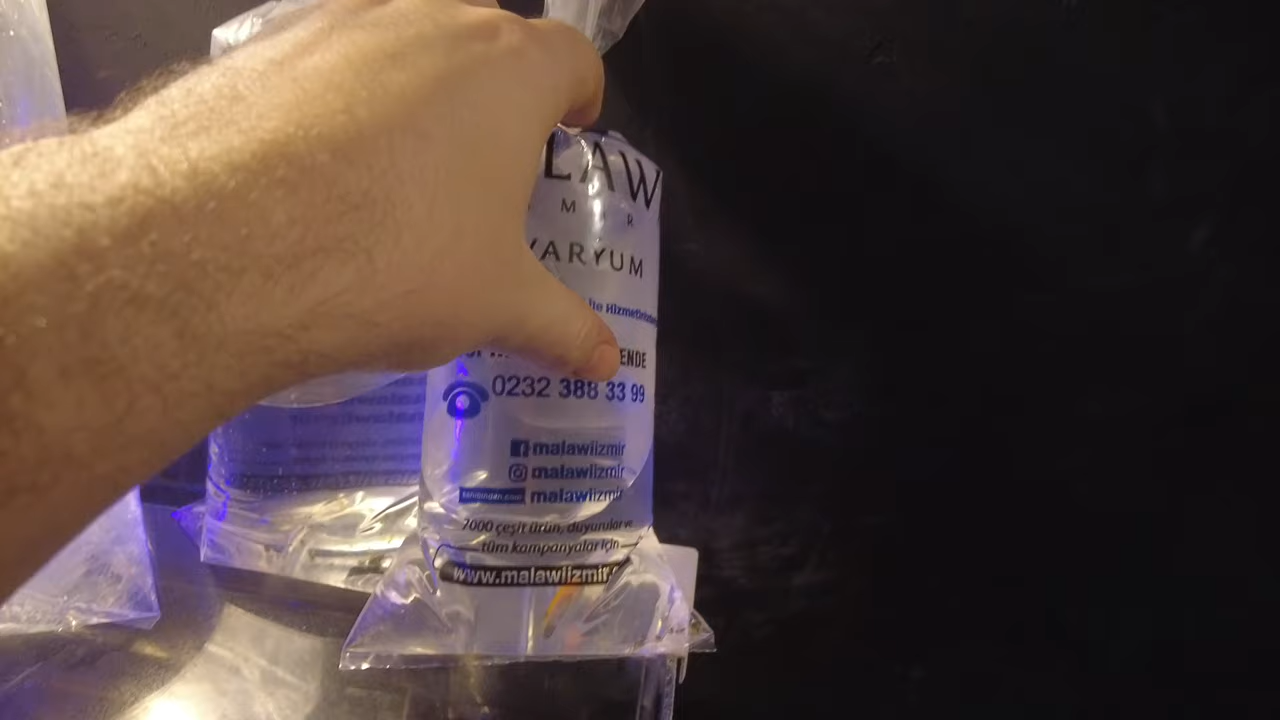 LAW
M R
VARYUM
Hizmetinizdeyiz
ENDE
0232 388 33 99
malawiizmir
malawiizmir
sahibinden.com malawiizmir
7000 çeşit ürün, duyurular ve
tüm kampanyalar için
www.malawiizmir.